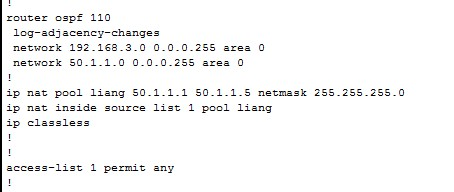 !
router ospf 110
 log-adjacency-changes
 network 192.168.3.0 0.0.0.255 area 0
 network 50.1.1.0 0.0.0.255 area 0
!
ip nat pool liang 50.1.1.1 50.1.1.5 netmask 255.255.255.0
ip nat inside source list 1 pool liang
ip classless
!
!
access-list 1 permit any
!